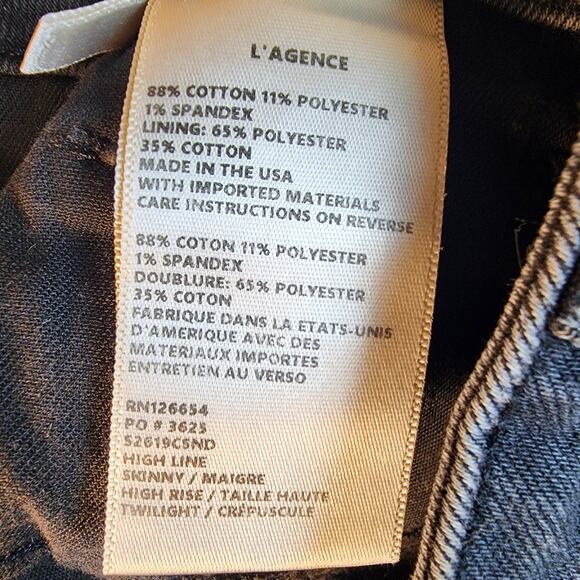 L'AGENCE
88% COTTON 11% POLYESTER
1% SPANDEX
LINING: 65% POLYESTER
35% COTTON
MADE IN THE USA
WITH IMPORTED MATERIALS
CARE INSTRUCTIONS ON REVERSE
88% COTON 11% POLYESTER
1% SPANDEX
DOUBLURE: 65% POLYESTER
35% COTON
FABRIQUE DANS LA ETATS-UNIS
D'AMERIQUE AVEC DES
MATERIAUX IMPORTES
ENTRETIEN AU VERSO
RN126654
PO # 3625
S2619CSND
HIGH LINE
SKINNY / MAIGRE
HIGH RISE / TAILLE HAUTE
TWILIGHT / CRÉPUSCULE